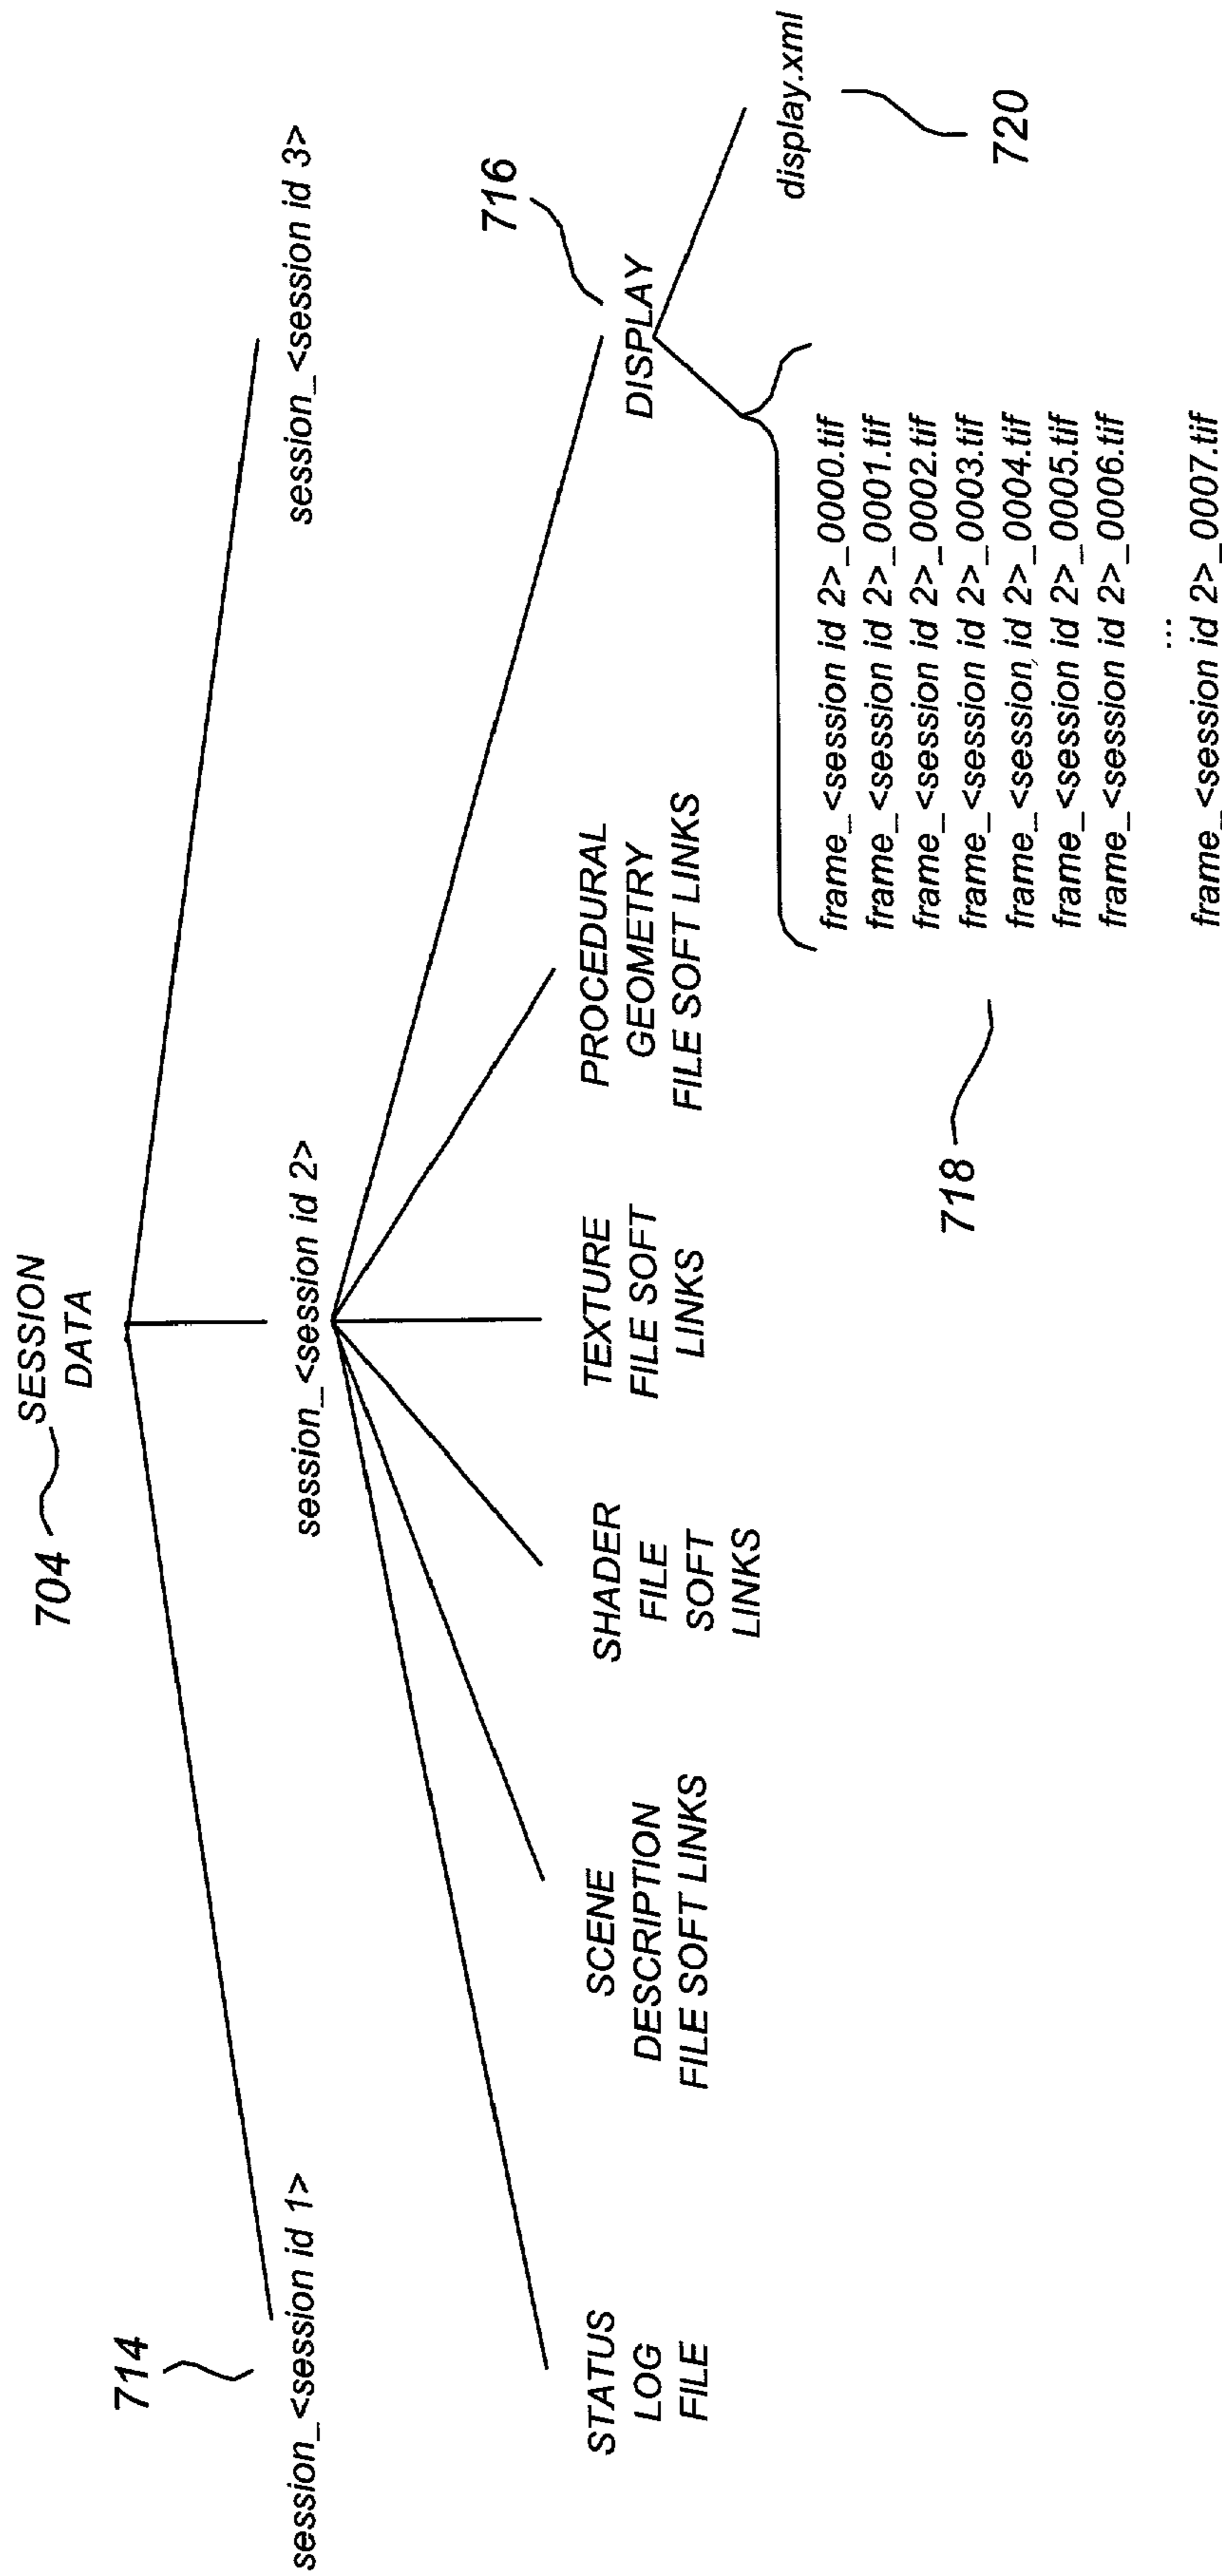 704
SESSION
DATA
714
session_<session id 1>
session_<session id 2>
session_<session id 3>
STATUS
LOG
FILE
SCENE
DESCRIPTION
FILE SOFT LINKS
SHADER
FILE
SOFT
LINKS
TEXTURE
FILE SOFT
LINKS
PROCEDURAL
GEOMETRY
FILE SOFT LINKS
716
DISPLAY
718
frame_<session id 2>_0000.tif
frame_<session id 2>_0001.tif
frame_<session id 2>_0002.tif
frame_<session id 2>_0003.tif
frame_<session id 2>_0004.tif
frame_<session id 2>_0005.tif
frame_<session id 2>_0006.tif
...
frame_<session id 2>_0007.tif
display.xml
720